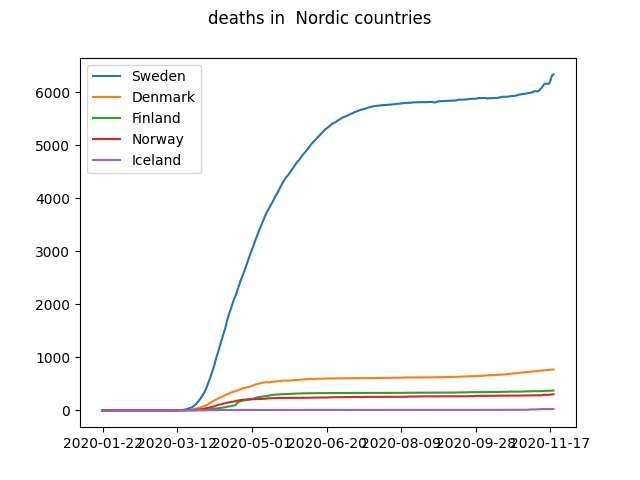 deaths in  Nordic countries
Sweden
Denmark
Finland
Norway
Iceland
6000
5000
4000
3000
2000
1000
0
2020-01-22 2020-03-12 2020-05-01 2020-06-20 2020-08-09 2020-09-28 2020-11-17